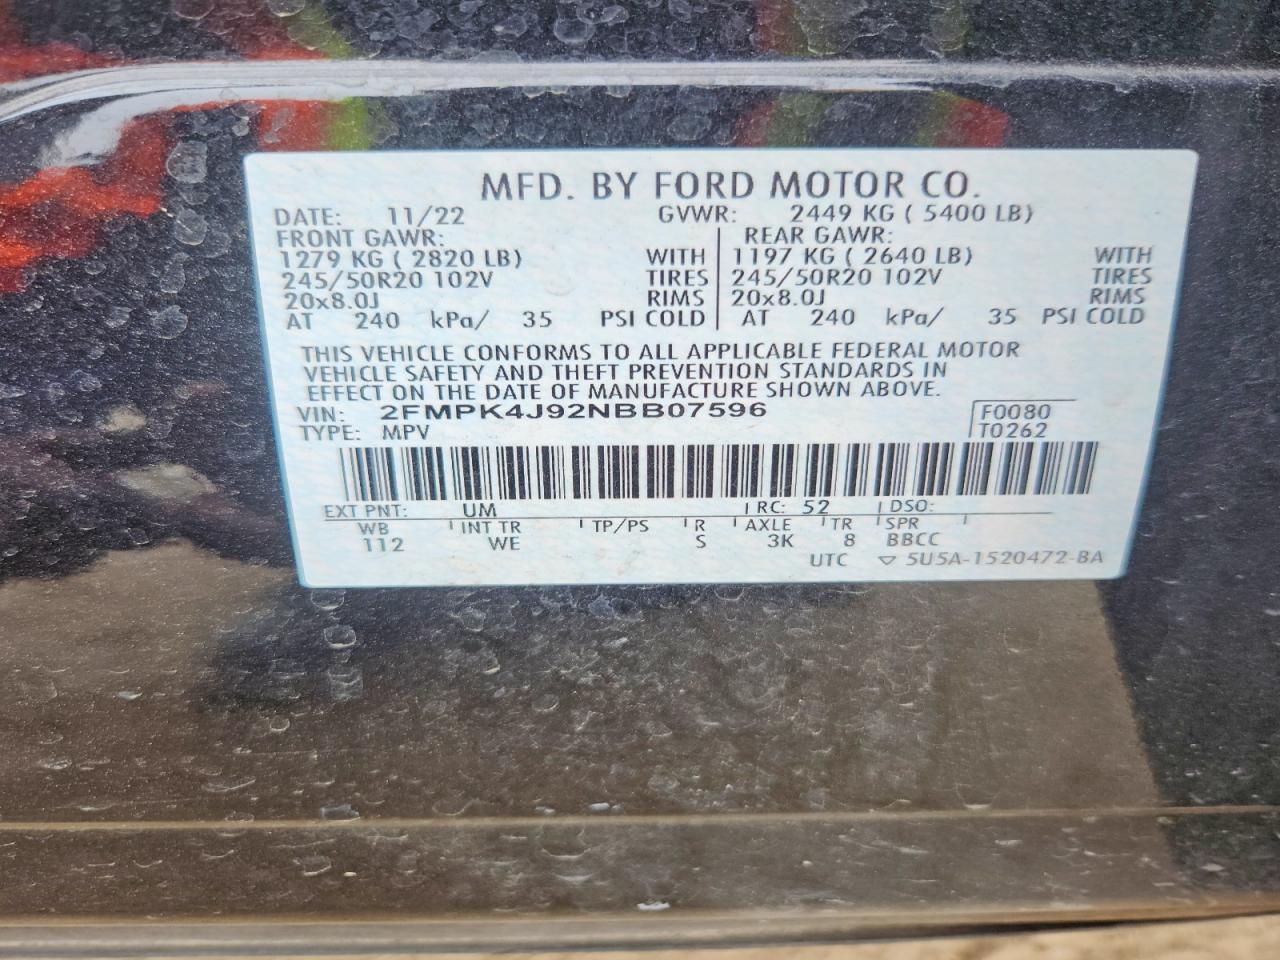 MFD. BY FORD MOTOR CO.
DATE: 11/22 GVWR: 2449 KG ( 5400 LB)
FRONT GAWR: REAR GAWR:
1279 KG ( 2820 LB) WITH 1197 KG ( 2640 LB) WITH
245/50R20 102V TIRES 245/50R20 102V TIRES
20x8.0J RIMS 20x8.0J RIMS
AT 240 kPa/ 35 PSI COLD AT 240 kPa/ 35 PSI COLD
THIS VEHICLE CONFORMS TO ALL APPLICABLE FEDERAL MOTOR
VEHICLE SAFETY AND THEFT PREVENTION STANDARDS IN
EFFECT ON THE DATE OF MANUFACTURE SHOWN ABOVE.
VIN: 2FMPK4J92NBB07596 F0080
TYPE: MPV T0262
EXT PNT: UM RC: 52 DSO:
WB INT TR TP/PS R AXLE TR SPR
112 WE S 3K 8 BBCC
UTC ▽ 5U5A-1520472-BA